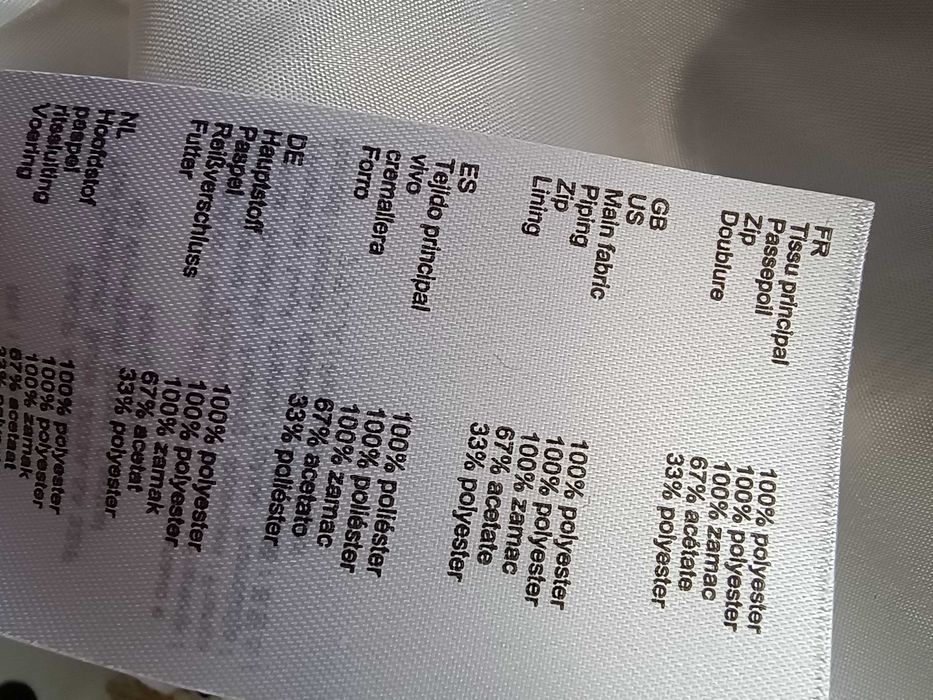 FR
Tissu principal 100% polyester
Passepoil 100% polyester
Zip 100% zamac
Doublure 67% acétate
33% polyester
GB
US
Main fabric 100% polyester
Piping 100% polyester
Zip 100% zamac
Lining 67% acetate
33% polyester
ES
Tejido principal 100% poliéster
vivo 100% poliéster
cremallera 100% zamac
Forro 67% acetato
33% poliéster
DE
Hauptstoff 100% polyester
Paspel 100% polyester
Reißverschluss 100% zamak
Futter 67% acetat
33% polyester
NL
Hoofdstof 100% polyester
paspel 100% polyester
ritssluiting 100% zamak
Voering 67% acetaat
33%